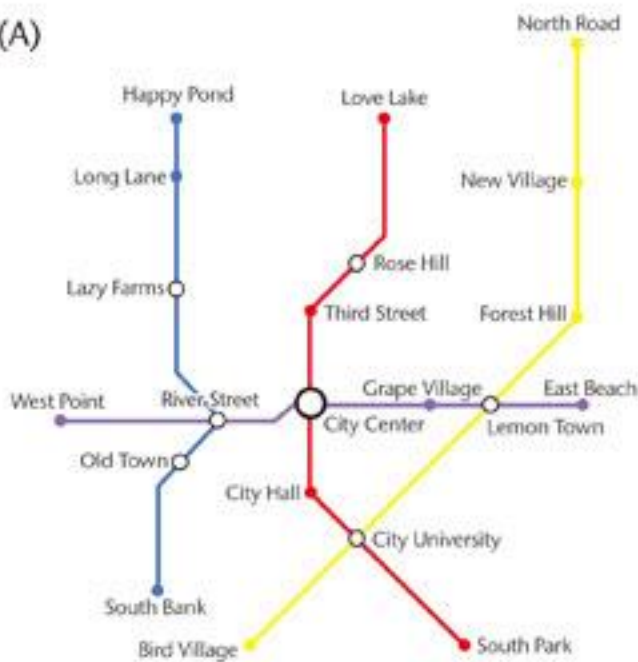 (A)
North Road
Happy Pond
Love Lake
Long Lane
New Village
Rose Hill
Lazy Farms
Third Street
Forest Hill
West Point
River Street
Grape Village
East Beach
City Center
Lemon Town
Old Town
City Hall
City University
South Bank
Bird Village
South Park